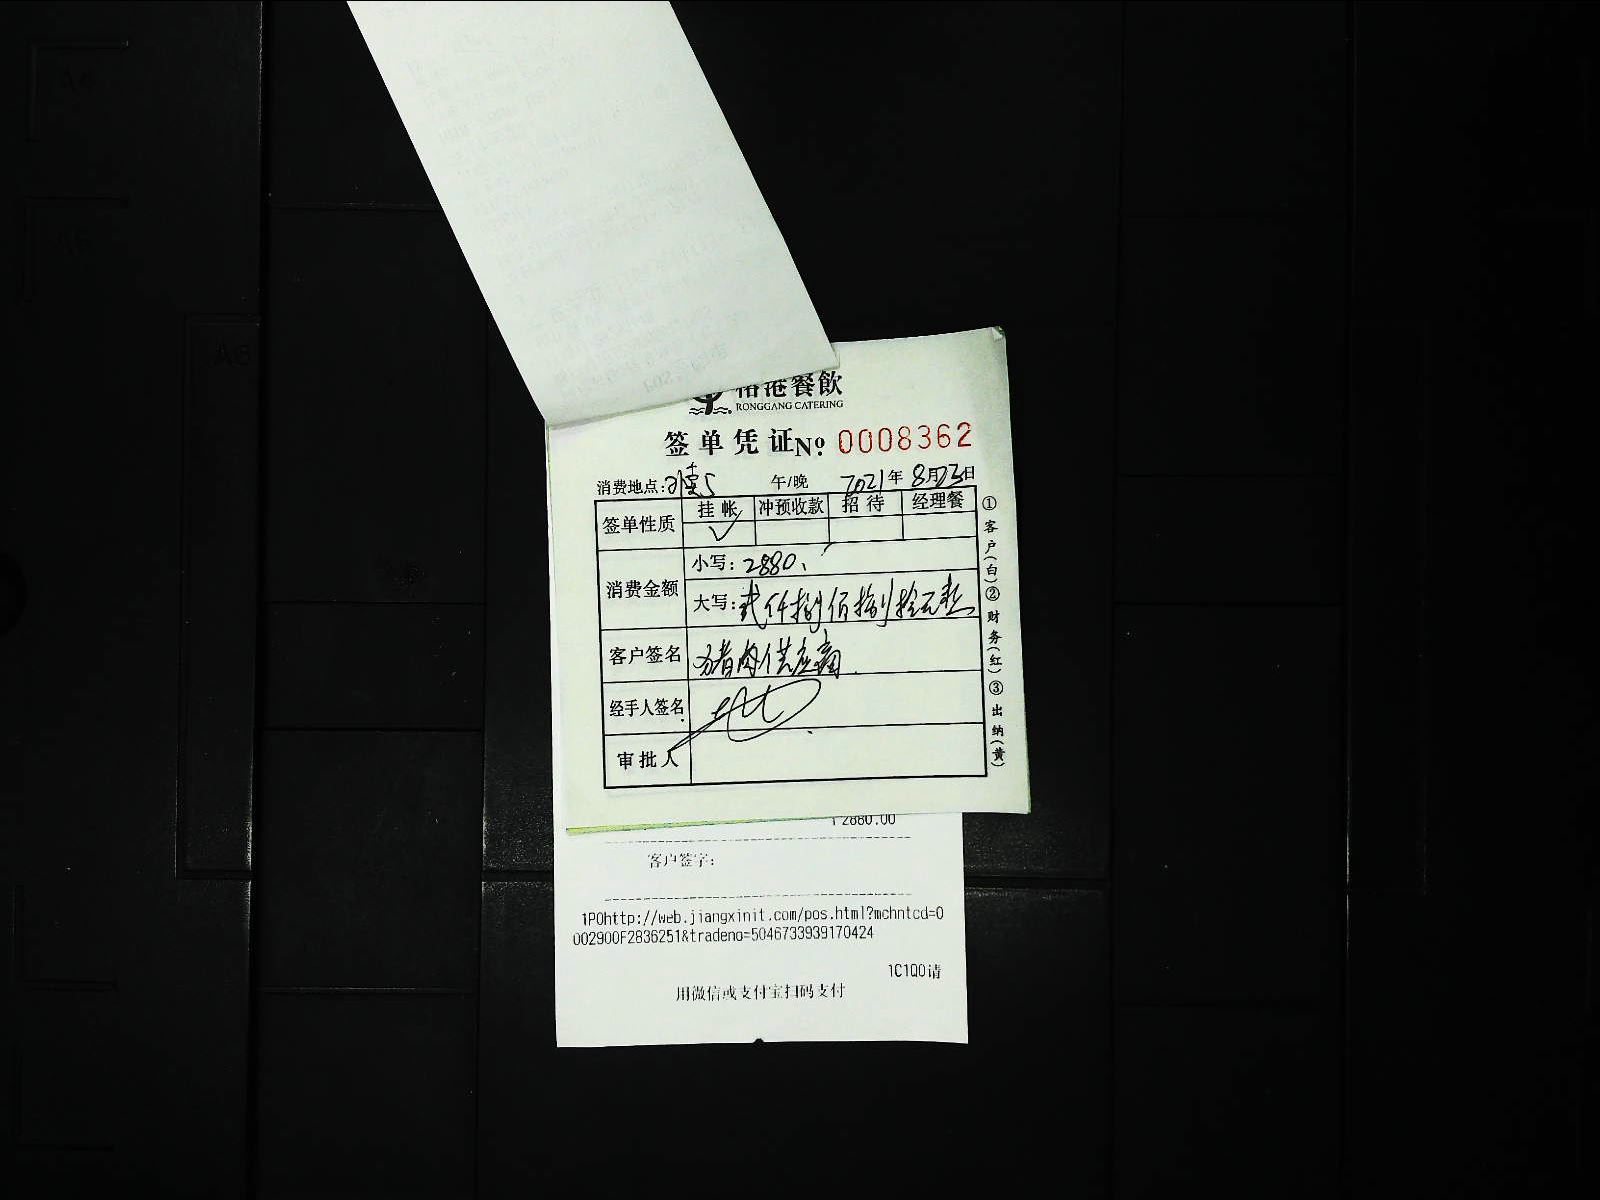 港餐飲
RONGGANG CATERING
签单凭证 No 0008362
消费地点: 午/晚 2021年8月23日
签单性质 挂帐 冲预收款 招待 经理餐
✓
消费金额 小写:2880.
大写:贰仟捌佰捌拾元整
客户签名 猪肉供应商
经手人签名
审批人
①客户(白)②财务(红)③出纳(黄)
2880.00
客户签字:
1P0http://web.jiangxinit.com/pos.html?mchntcd=0
002900F2836251&tradeno=5046733939170424
1C1Q0请
用微信或支付宝扫码支付